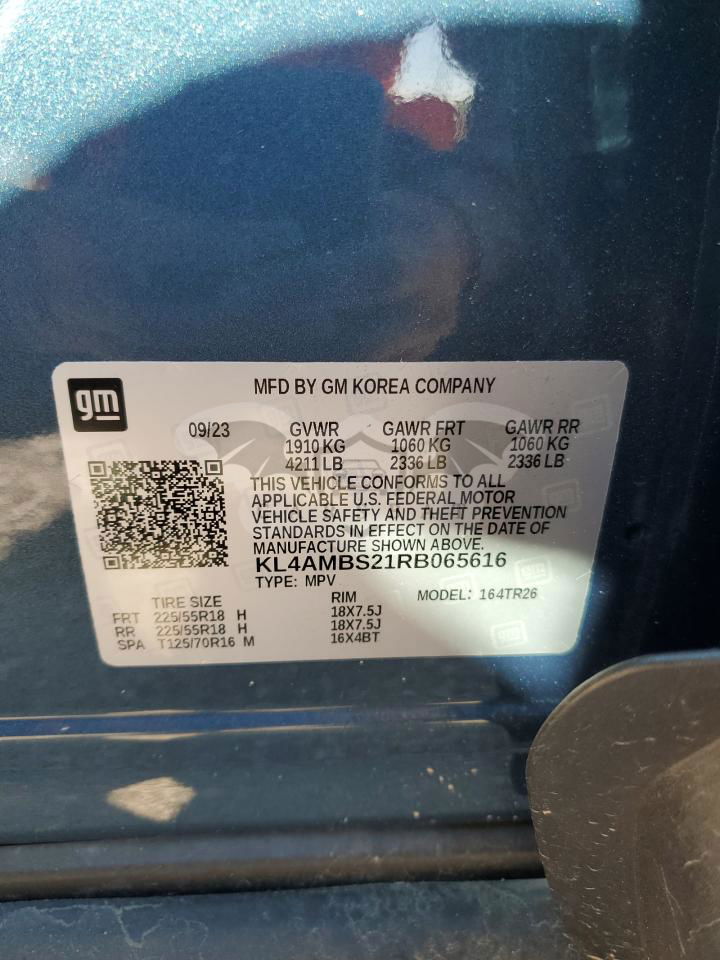 gm
MFD BY GM KOREA COMPANY
09/23 GVWR GAWR FRT GAWR RR
1910 KG 1060 KG 1060 KG
4211 LB 2336 LB 2336 LB
THIS VEHICLE CONFORMS TO ALL
APPLICABLE U.S. FEDERAL MOTOR
VEHICLE SAFETY AND THEFT PREVENTION
STANDARDS IN EFFECT ON THE DATE OF
MANUFACTURE SHOWN ABOVE.
KL4AMBS21RB065616
TYPE: MPV MODEL: 164TR26
TIRE SIZE RIM
FRT 225/55R18 H 18X7.5J
RR 225/55R18 H 18X7.5J
SPA T125/70R16 M 16X4BT